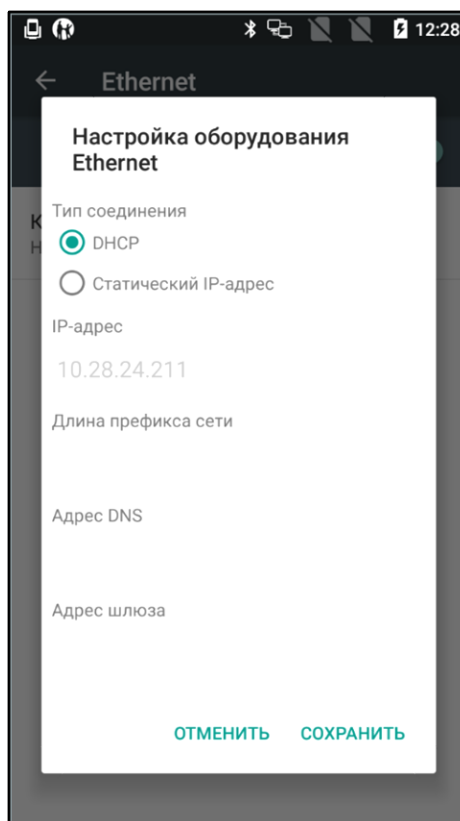 12:28
Ethernet
Настройка оборудования
Ethernet
К
Н
Тип соединения
DHCP
Статический IP-адрес
IP-адрес
10.28.24.211
Длина префикса сети
Адрес DNS
Адрес шлюза
ОТМЕНИТЬ СОХРАНИТЬ